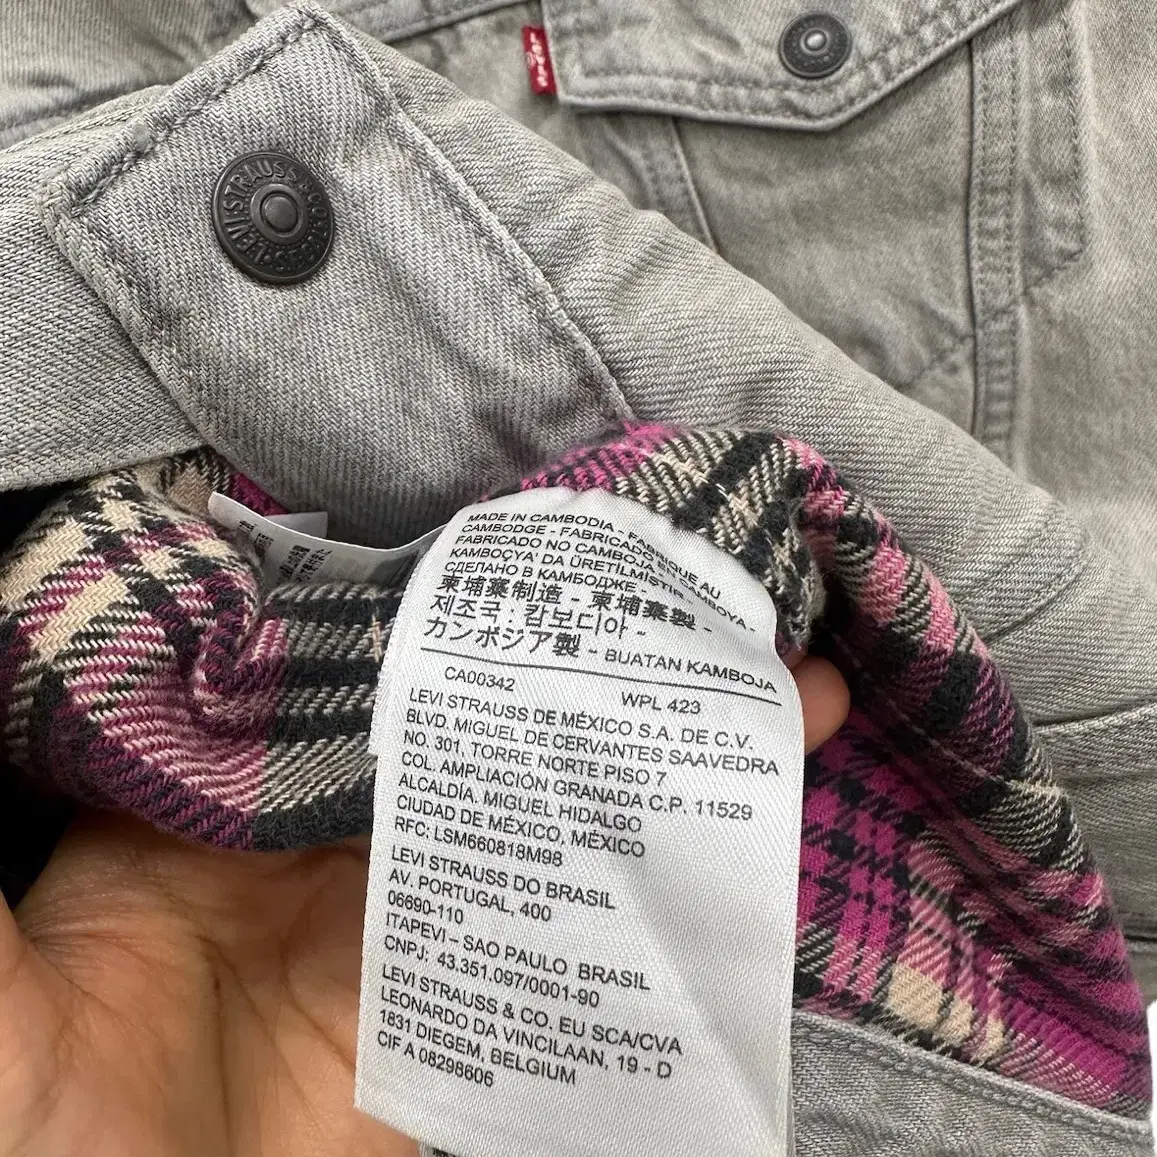 LEVI'S
LEVI STRAUSS & CO.
MADE IN CAMBODIA - FABRIQUE AU
CAMBODGE - FABRICADO EN CAMBOYA -
FABRICADO NO CAMBOJA
KAMBOÇYA' DA ÜRETİLMİŞTİR -
СДЕЛАНО В КАМБОДЖЕ -
柬埔寨制造 - 柬埔寨製 -
제조국 : 캄보디아 -
カンボジア製 - BUATAN KAMBOJA
CA00342 WPL 423
LEVI STRAUSS DE MÉXICO S.A. DE C.V.
BLVD. MIGUEL DE CERVANTES SAAVEDRA
NO. 301, TORRE NORTE PISO 7
COL. AMPLIACIÓN GRANADA C.P. 11529
ALCALDÍA. MIGUEL HIDALGO
CIUDAD DE MÉXICO, MÉXICO
RFC: LSM660818M98
LEVI STRAUSS DO BRASIL
AV. PORTUGAL, 400
06690-110
ITAPEVI – SAO PAULO BRASIL
CNPJ: 43.351.097/0001-90
LEVI STRAUSS & CO. EU SCA/CVA
LEONARDO DA VINCILAAN, 19 - D
1831 DIEGEM, BELGIUM
CIF A 08298606